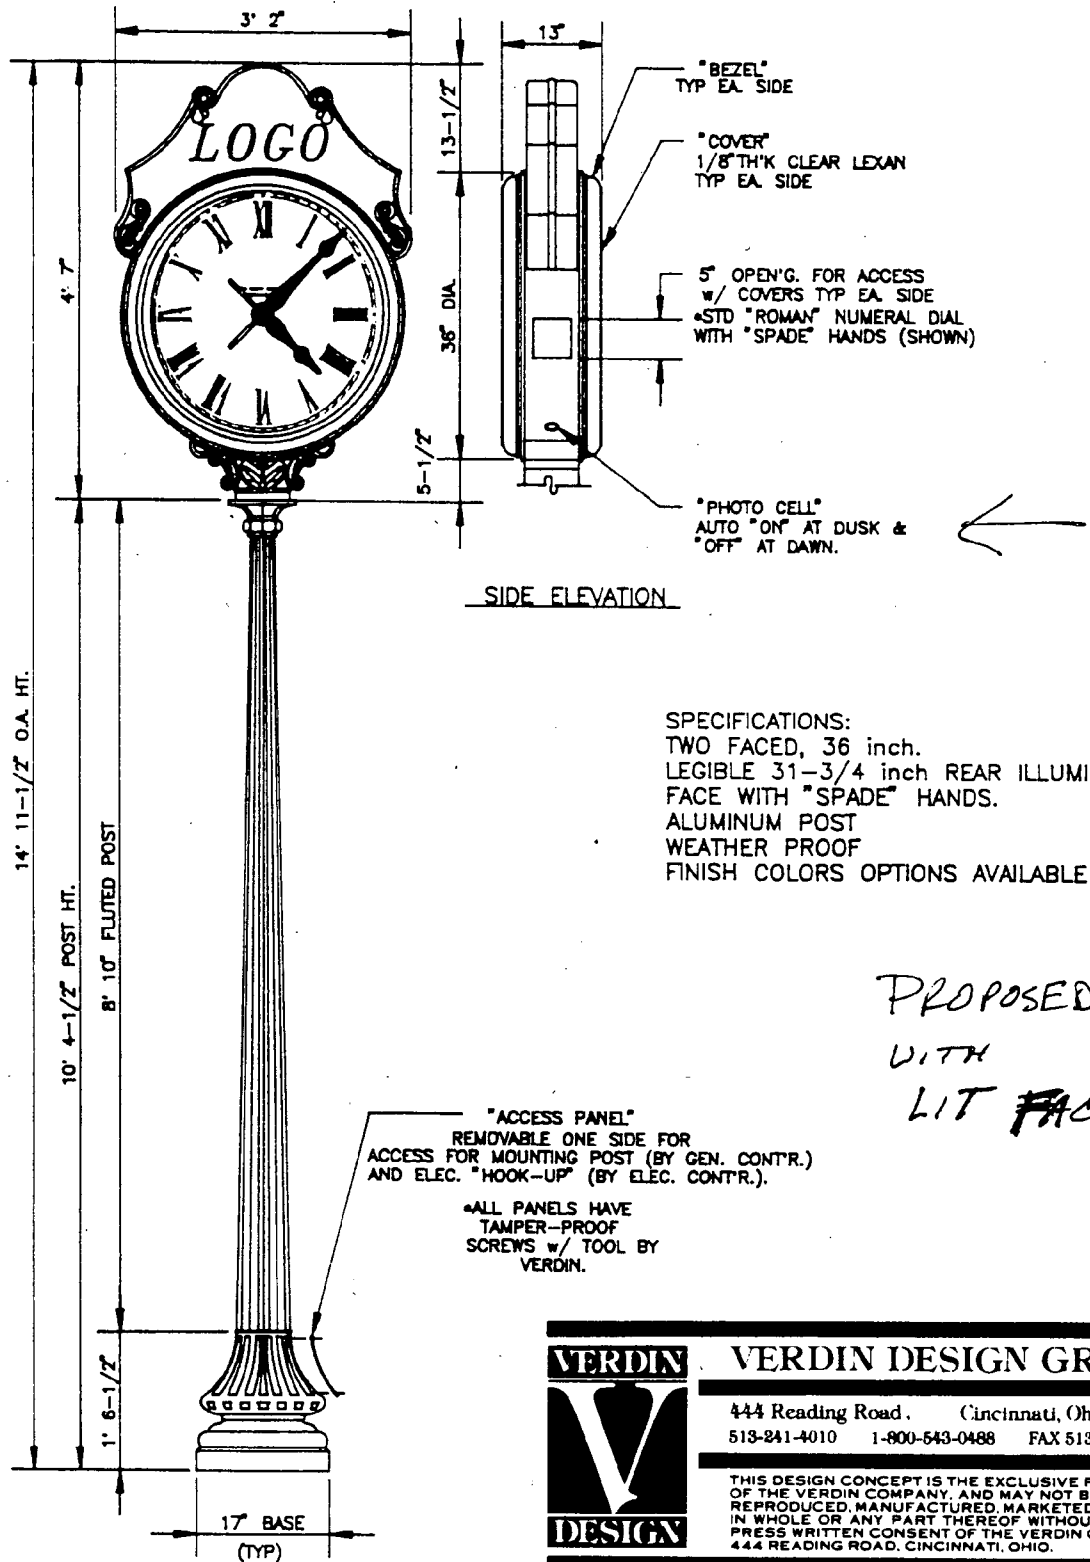 3' 2"
13"
"BEZEL"
TYP EA. SIDE
"COVER"
1/8"TH'K CLEAR LEXAN
TYP EA. SIDE
LOGO
XII
I
13-1/2"
4' 7"
36" DIA.
5" OPEN'G. FOR ACCESS
w/ COVERS TYP EA. SIDE
*STD "ROMAN" NUMERAL DIAL
WITH "SPADE" HANDS (SHOWN)
5-1/2"
"PHOTO CELL"
AUTO "ON" AT DUSK &
"OFF" AT DAWN.
SIDE ELEVATION
14' 11-1/2" O.A. HT.
10' 4-1/2" POST HT.
8' 10" FLUTED POST
SPECIFICATIONS:
TWO FACED, 36 inch.
LEGIBLE 31-3/4 inch REAR ILLUMI
FACE WITH "SPADE" HANDS.
ALUMINUM POST
WEATHER PROOF
FINISH COLORS OPTIONS AVAILABLE
PROPOSED
WITH
LIT FAC
"ACCESS PANEL"
REMOVABLE ONE SIDE FOR
ACCESS FOR MOUNTING POST (BY GEN. CONT'R.)
AND ELEC. "HOOK-UP" (BY ELEC. CONT'R.).
*ALL PANELS HAVE
TAMPER-PROOF
SCREWS w/ TOOL BY
VERDIN.
1' 6-1/2"
17" BASE
(TYP)
VERDIN
V
DESIGN
VERDIN DESIGN GR
444 Reading Road, Cincinnati, Oh
513-241-4010 1-800-543-0488 FAX 513
THIS DESIGN CONCEPT IS THE EXCLUSIVE P
OF THE VERDIN COMPANY, AND MAY NOT B
REPRODUCED, MANUFACTURED, MARKETED
IN WHOLE OR ANY PART THEREOF WITHOU
PRESS WRITTEN CONSENT OF THE VERDIN C
444 READING ROAD, CINCINNATI, OHIO.